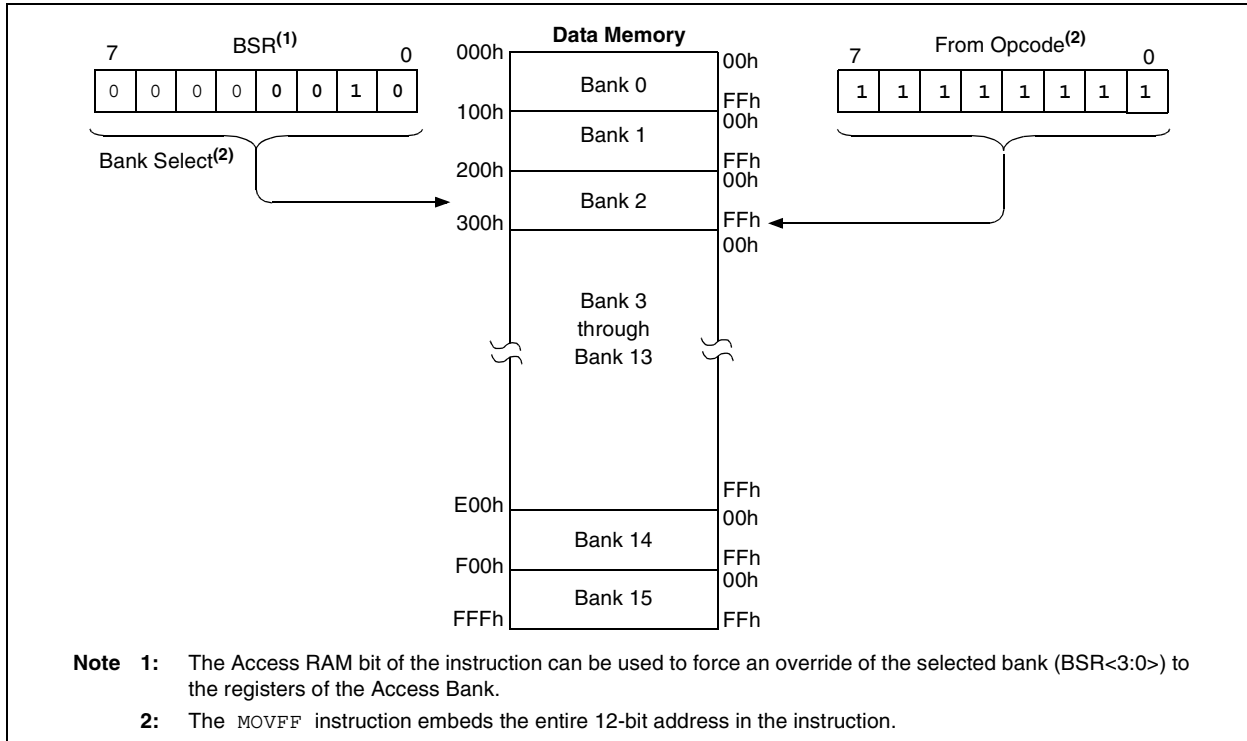 Data Memory
BSR(1)
7 0
0 0 0 0 0 0 1 0
Bank Select(2)
From Opcode(2)
7 0
1 1 1 1 1 1 1 1
000h Bank 0 00h
FFh
100h Bank 1 00h
FFh
200h Bank 2 00h
FFh
300h 00h
Bank 3
through
Bank 13
FFh
E00h Bank 14 00h
FFh
F00h Bank 15 00h
FFFh FFh
Note 1: The Access RAM bit of the instruction can be used to force an override of the selected bank (BSR<3:0>) to
the registers of the Access Bank.
2: The MOVFF instruction embeds the entire 12-bit address in the instruction.